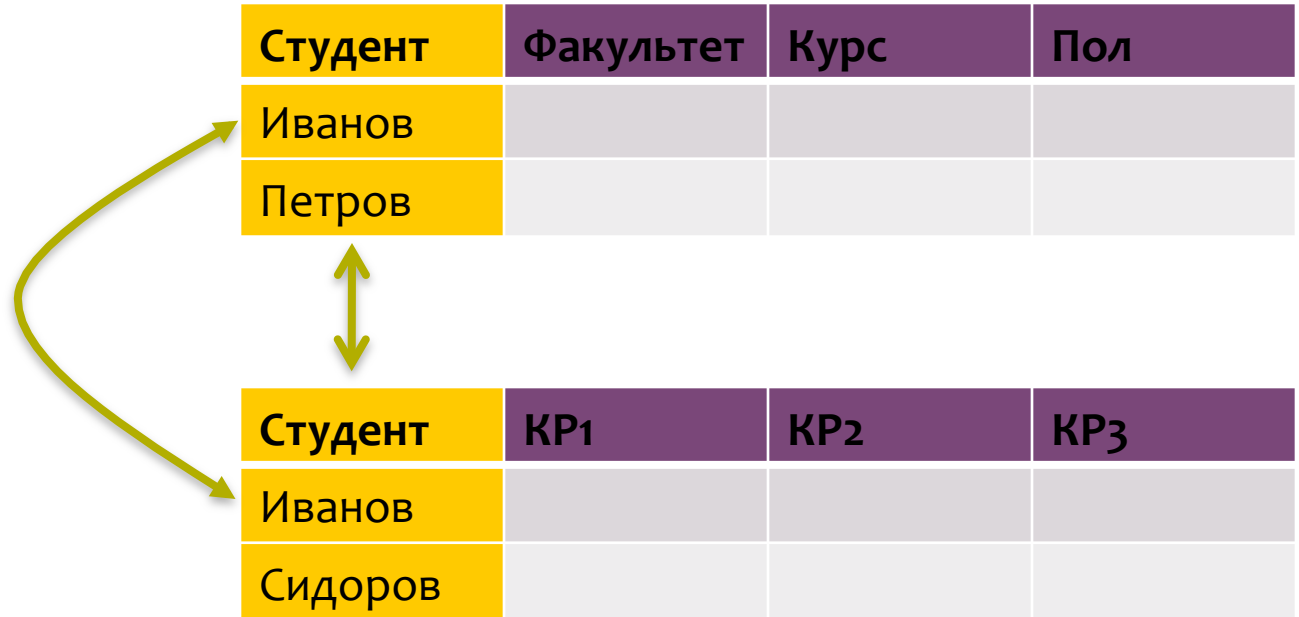 Студент Факультет Курс Пол
Иванов
Петров
Студент КР1 КР2 КР3
Иванов
Сидоров